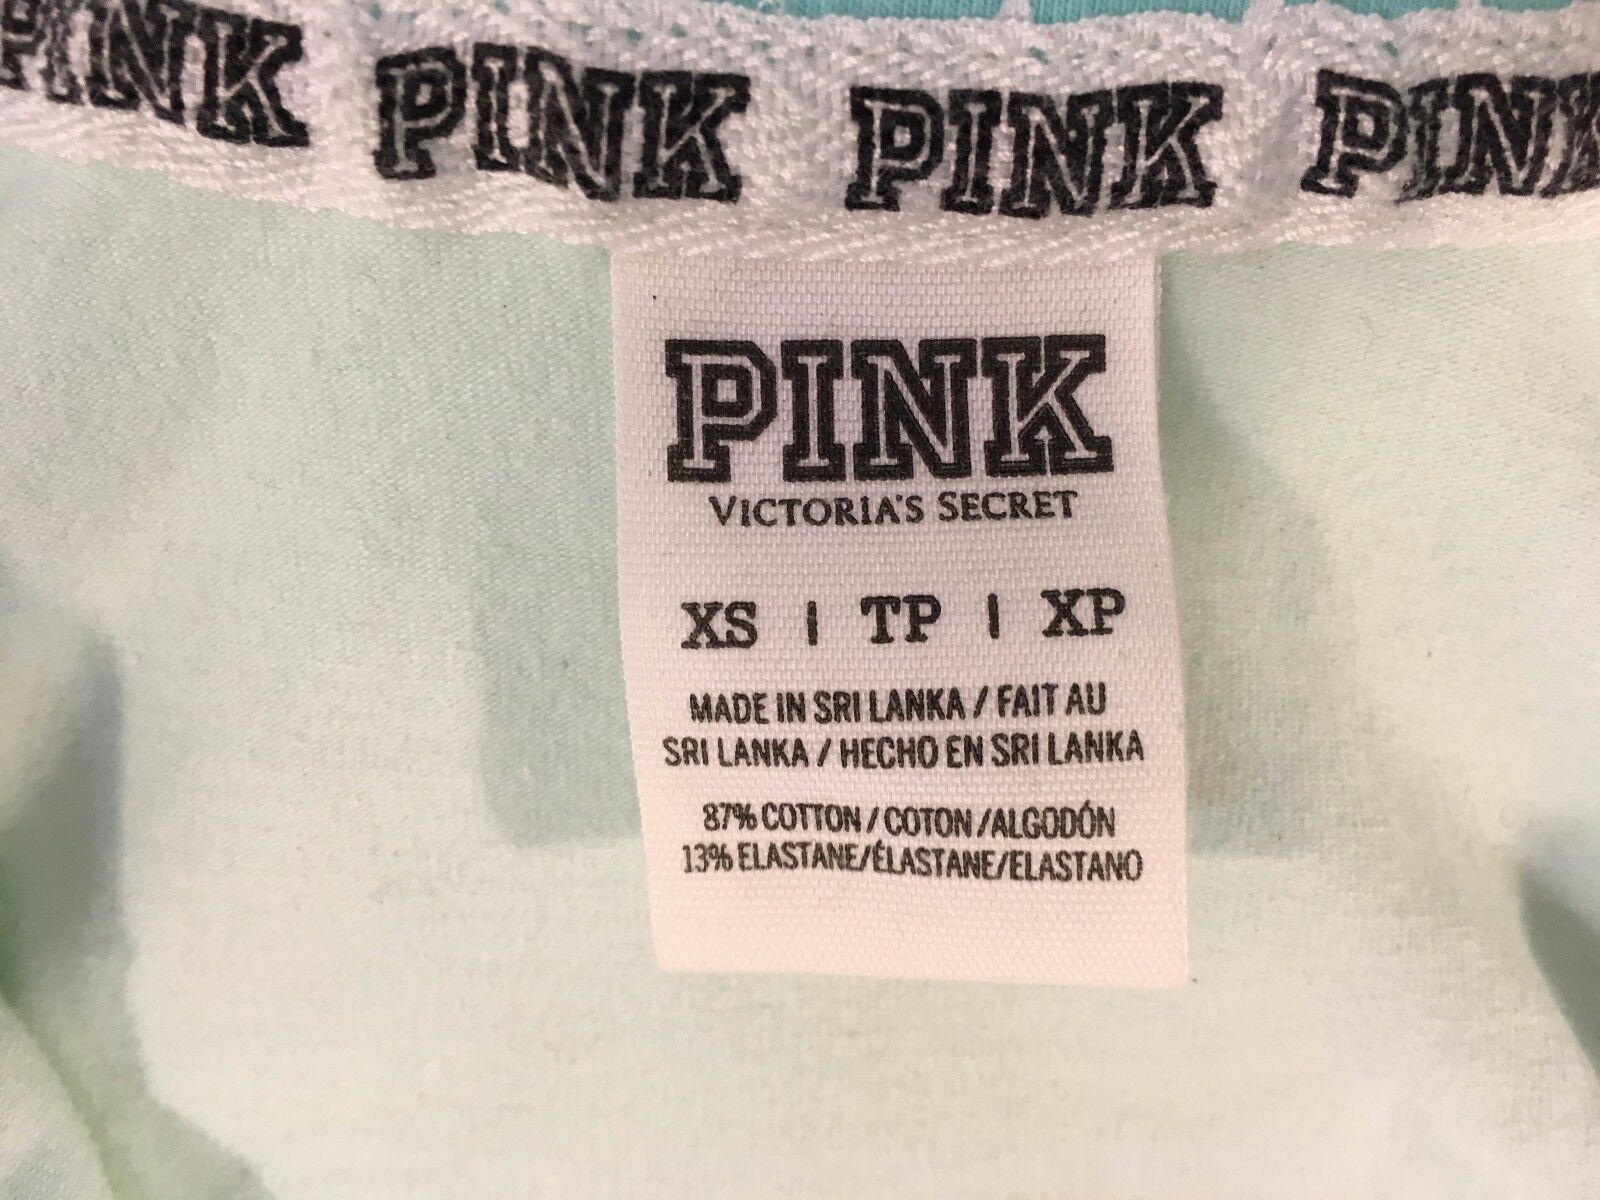 PINK PINK PINK PINK
PINK
VICTORIA'S SECRET
XS | TP | XP
MADE IN SRI LANKA / FAIT AU
SRI LANKA / HECHO EN SRI LANKA
87% COTTON / COTON / ALGODÓN
13% ELASTANE/ÉLASTANE/ELASTANO